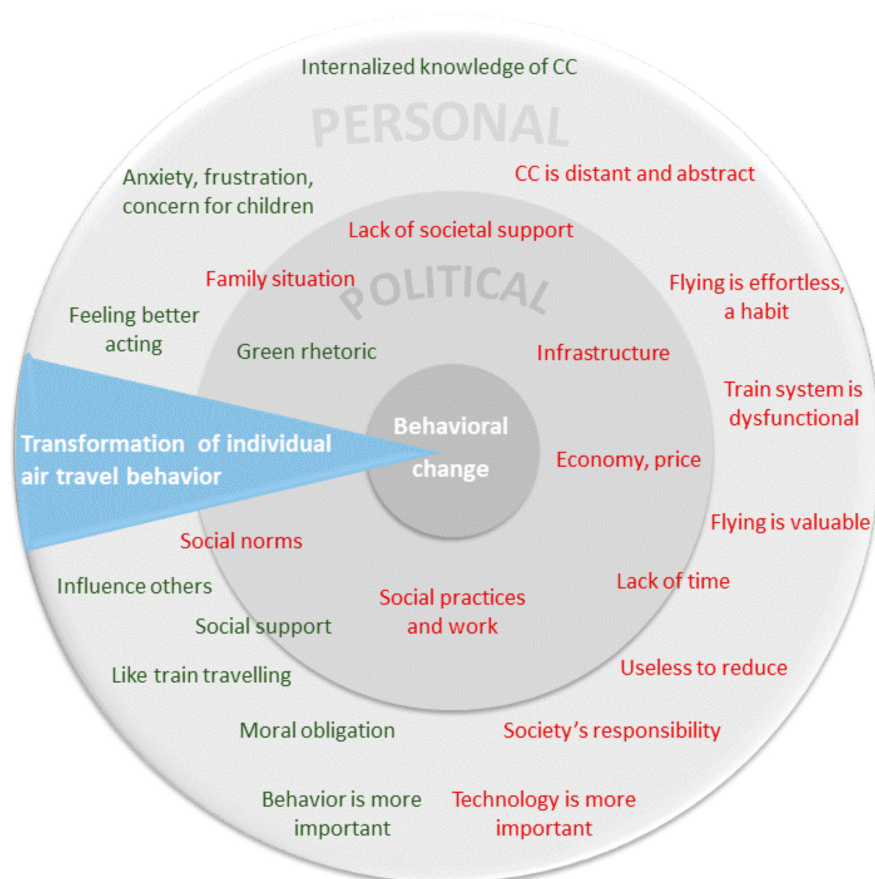 Internalized knowledge of CC
PERSONAL
CC is distant and abstract
Anxiety, frustration,
concern for children
Lack of societal support
Family situation
POLITICAL
Flying is effortless,
a habit
Feeling better
acting
Green rhetoric
Infrastructure
Train system is
dysfunctional
Behavioral
change
Transformation of individual
air travel behavior
Economy, price
Flying is valuable
Social norms
Influence others
Lack of time
Social practices
and work
Social support
Like train travelling
Useless to reduce
Moral obligation
Society’s responsibility
Behavior is more
important
Technology is more
important